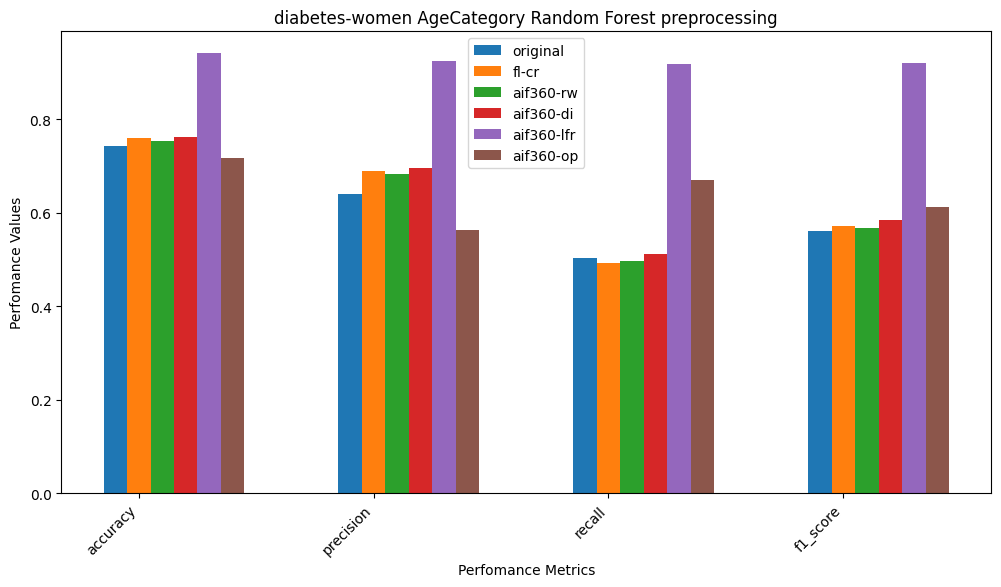 diabetes-women AgeCategory Random Forest preprocessing
original
fl-cr
aif360-rw
aif360-di
aif360-lfr
aif360-op
Perfomance Values
0.8
0.6
0.4
0.2
0.0
accuracy
precision
recall
f1_score
Perfomance Metrics